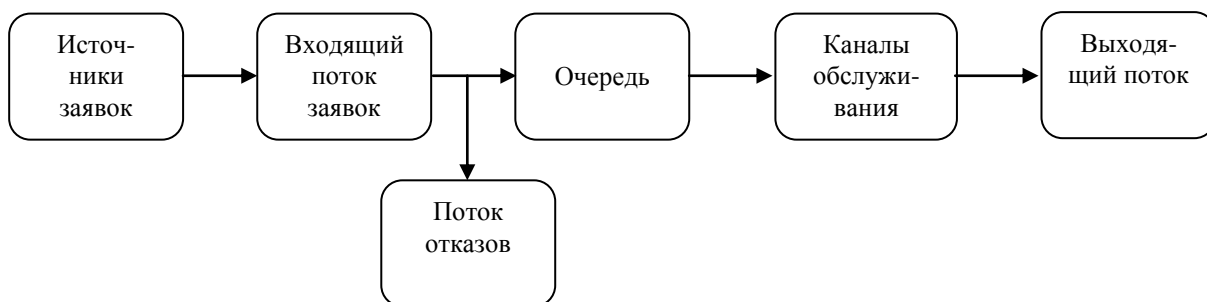 Источ-
ники
заявок
Входящий
поток
заявок
Очередь
Каналы
обслужи-
вания
Выходя-
щий поток
Поток
отказов